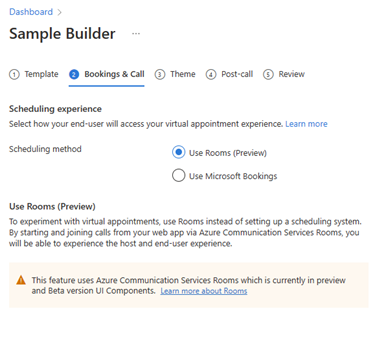 Dashboard >
Sample Builder ...
1 Template 2 Bookings & Call 3 Theme 4 Post-call 5 Review
Scheduling experience
Select how your end-user will access your virtual appointment experience. Learn more
Scheduling method
Use Rooms (Preview)
Use Microsoft Bookings
Use Rooms (Preview)
To experiment with virtual appointments, use Rooms instead of setting up a scheduling system.
By starting and joining calls from your web app via Azure Communication Services Rooms, you
will be able to experience the host and end-user experience.
This feature uses Azure Communication Services Rooms which is currently in preview
and Beta version UI Components. Learn more about Rooms